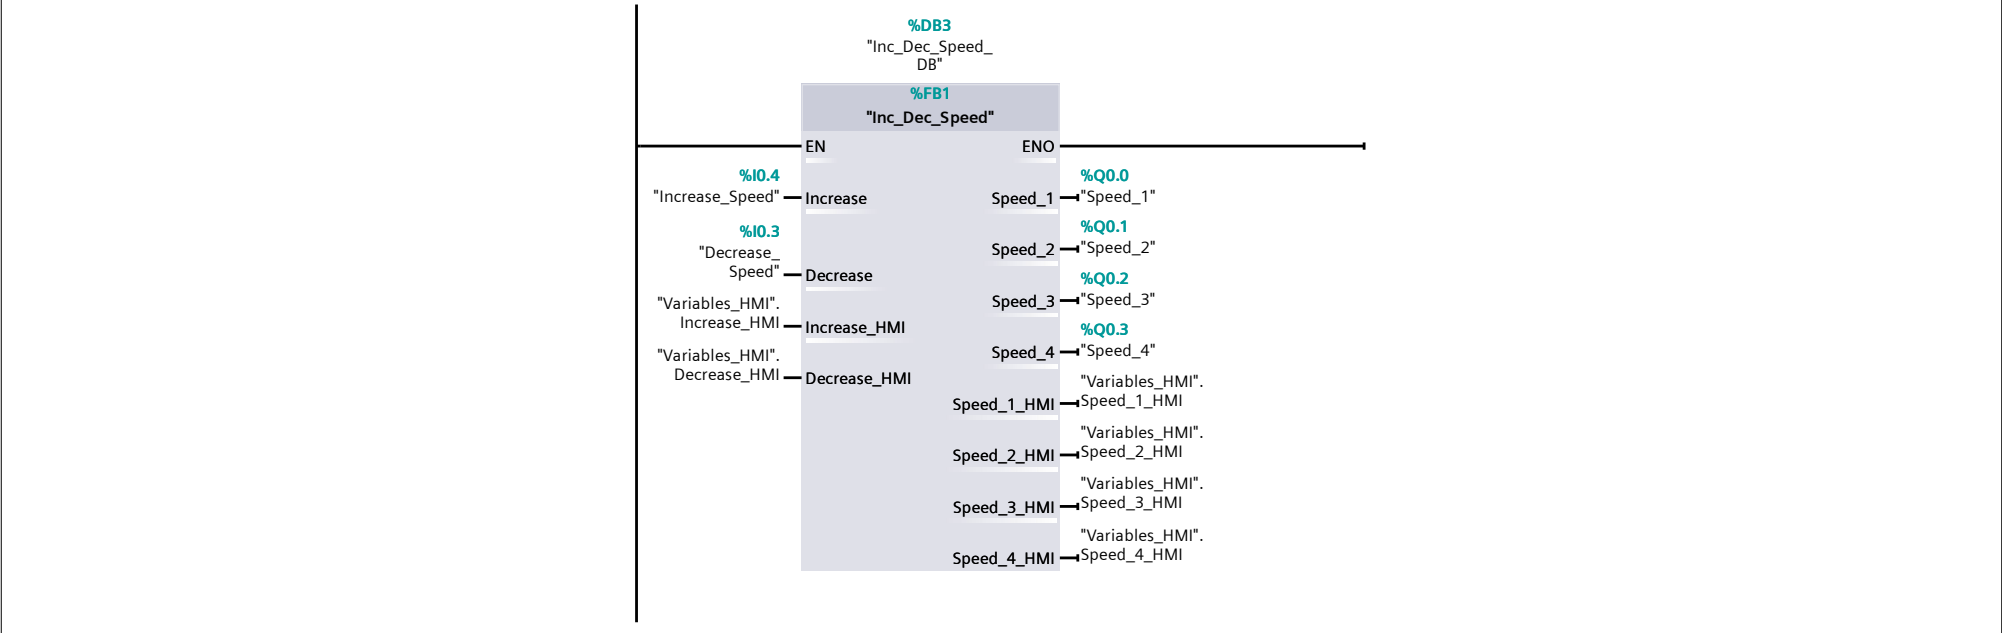 %DB3
"Inc_Dec_Speed_
DB"
%FB1
"Inc_Dec_Speed"
EN
ENO
%I0.4
"Increase_Speed"
Increase
Speed_1
%Q0.0
"Speed_1"
%I0.3
"Decrease_
Speed"
Decrease
Speed_2
%Q0.1
"Speed_2"
"Variables_HMI".
Increase_HMI
Increase_HMI
Speed_3
%Q0.2
"Speed_3"
"Variables_HMI".
Decrease_HMI
Decrease_HMI
Speed_4
%Q0.3
"Speed_4"
Speed_1_HMI
"Variables_HMI".
Speed_1_HMI
Speed_2_HMI
"Variables_HMI".
Speed_2_HMI
Speed_3_HMI
"Variables_HMI".
Speed_3_HMI
Speed_4_HMI
"Variables_HMI".
Speed_4_HMI